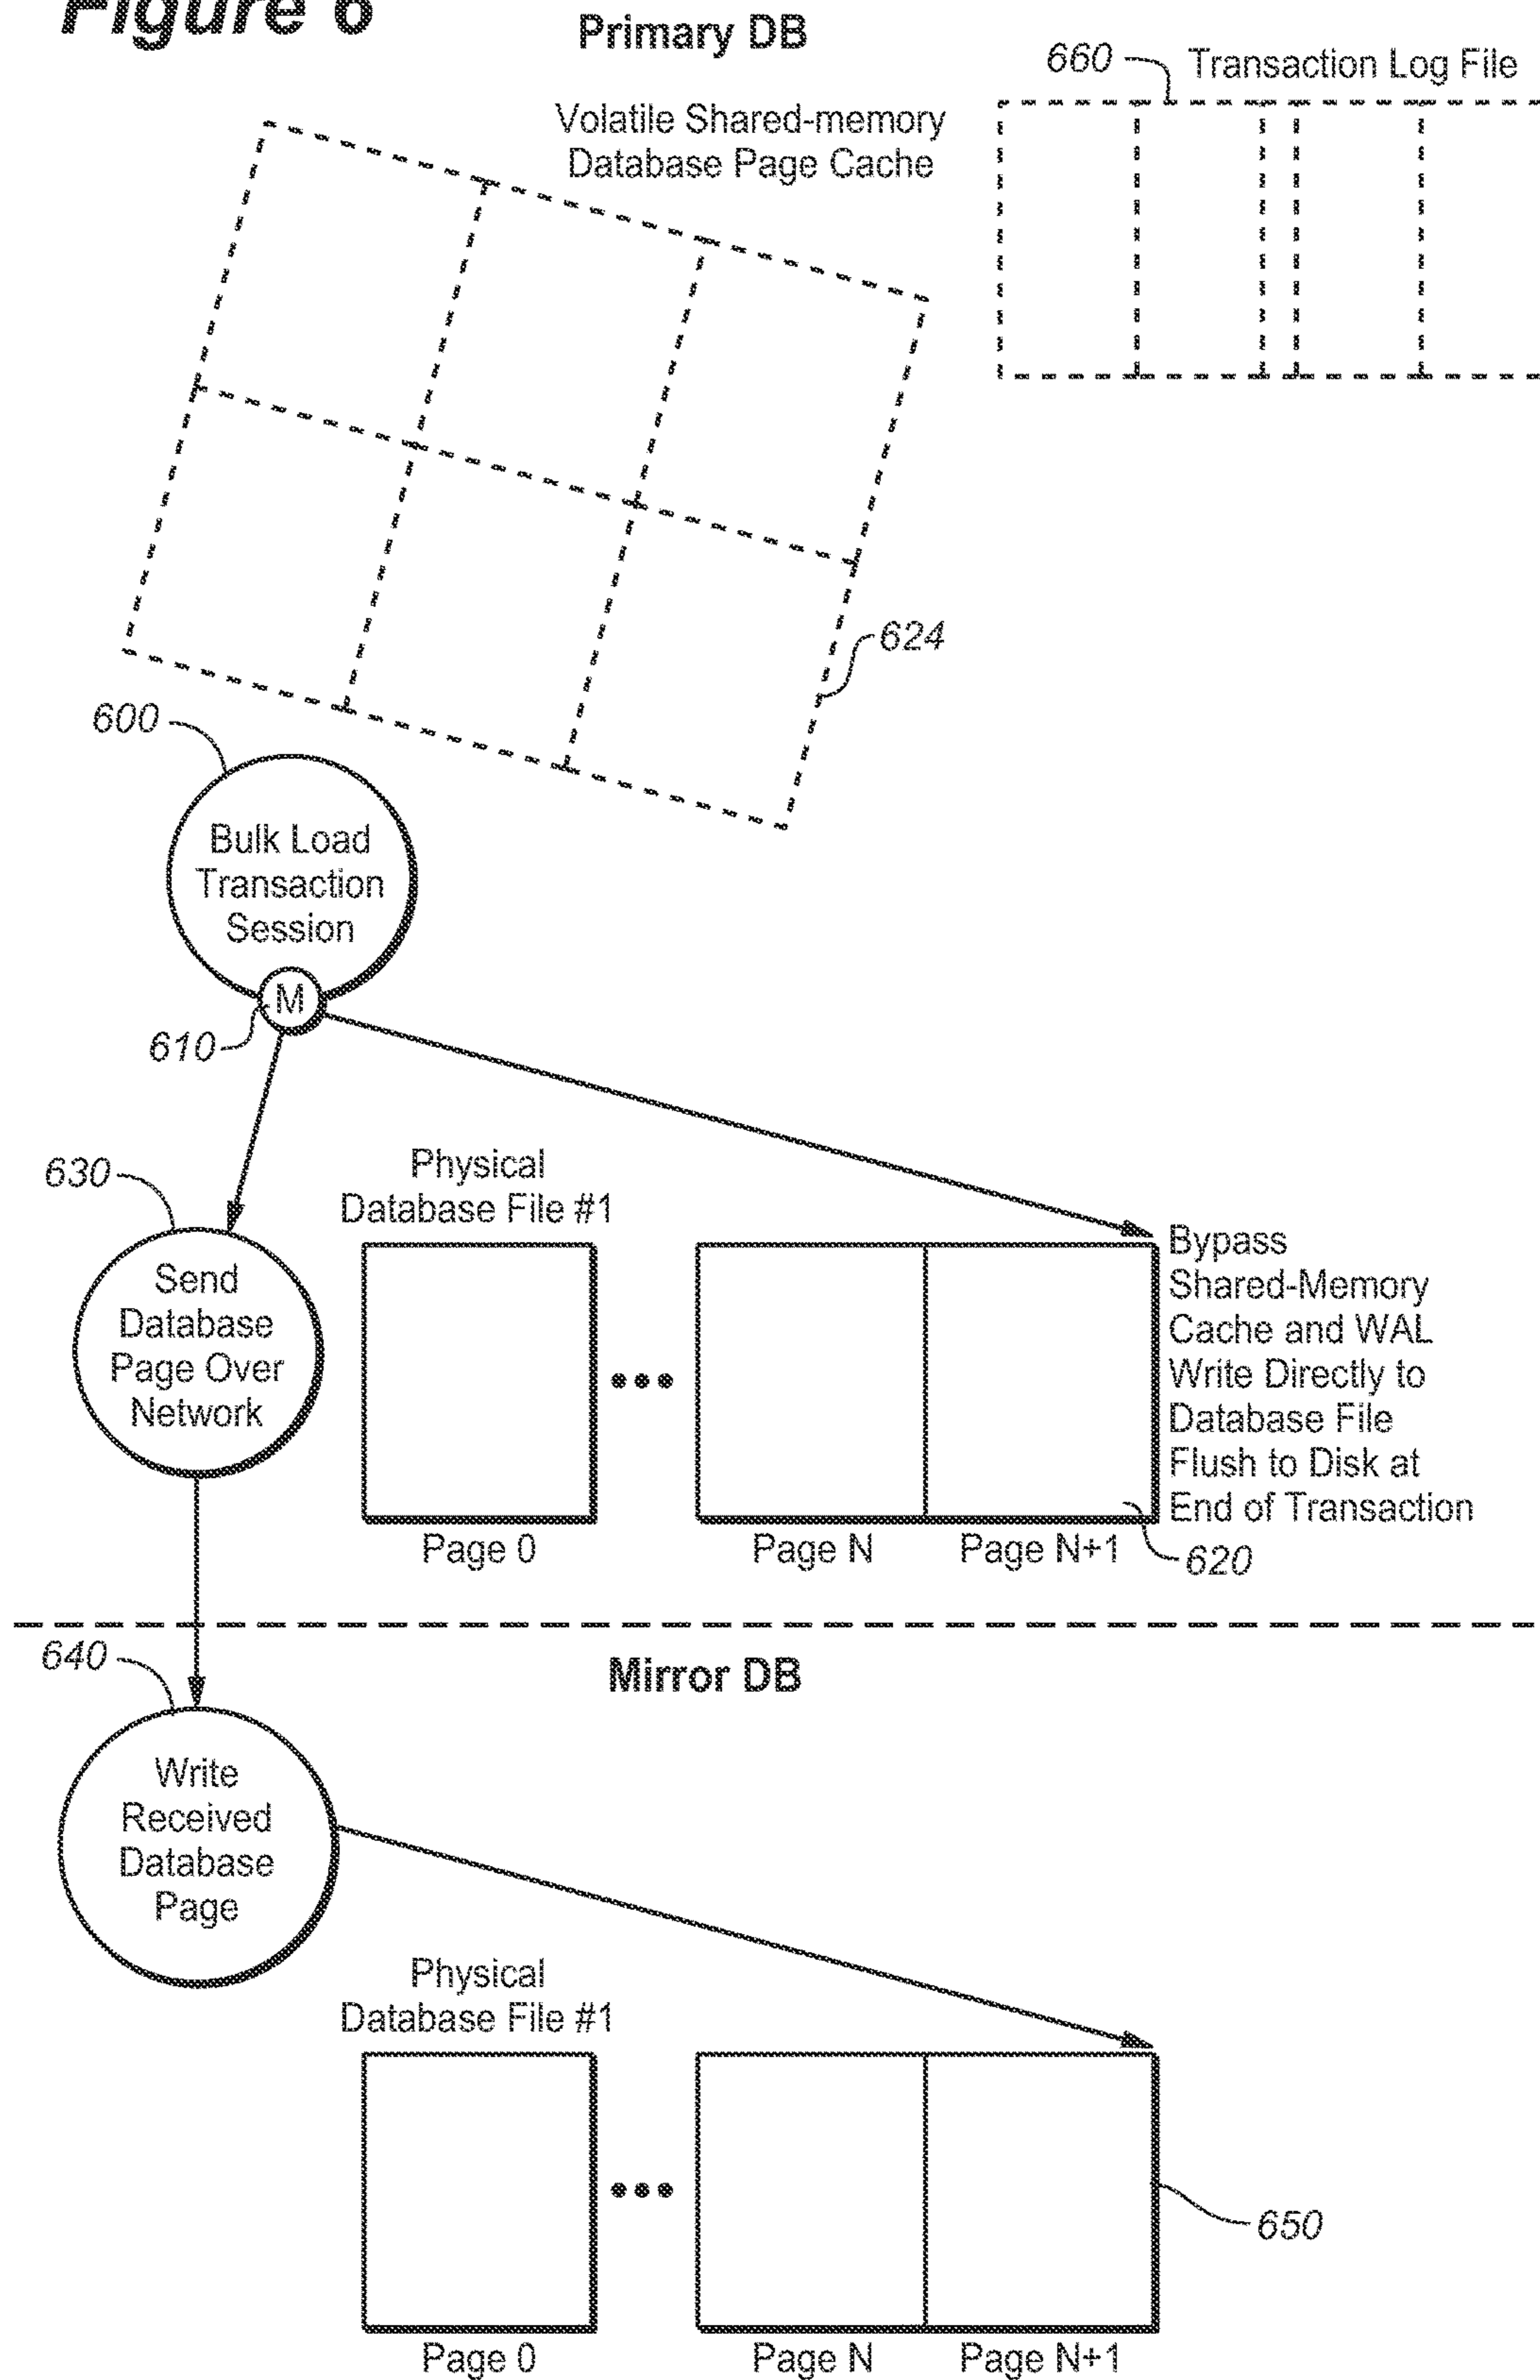 Figure 6
Primary DB
660
Transaction Log File
Volatile Shared-memory
Database Page Cache
624
600
Bulk Load
Transaction
Session
M
610
630
Send
Database
Page Over
Network
Physical
Database File #1
Bypass
Shared-Memory
Cache and WAL
Write Directly to
Database File
Flush to Disk at
End of Transaction
Page 0
Page N
Page N+1
620
640
Mirror DB
Write
Received
Database
Page
Physical
Database File #1
650
Page 0
Page N
Page N+1